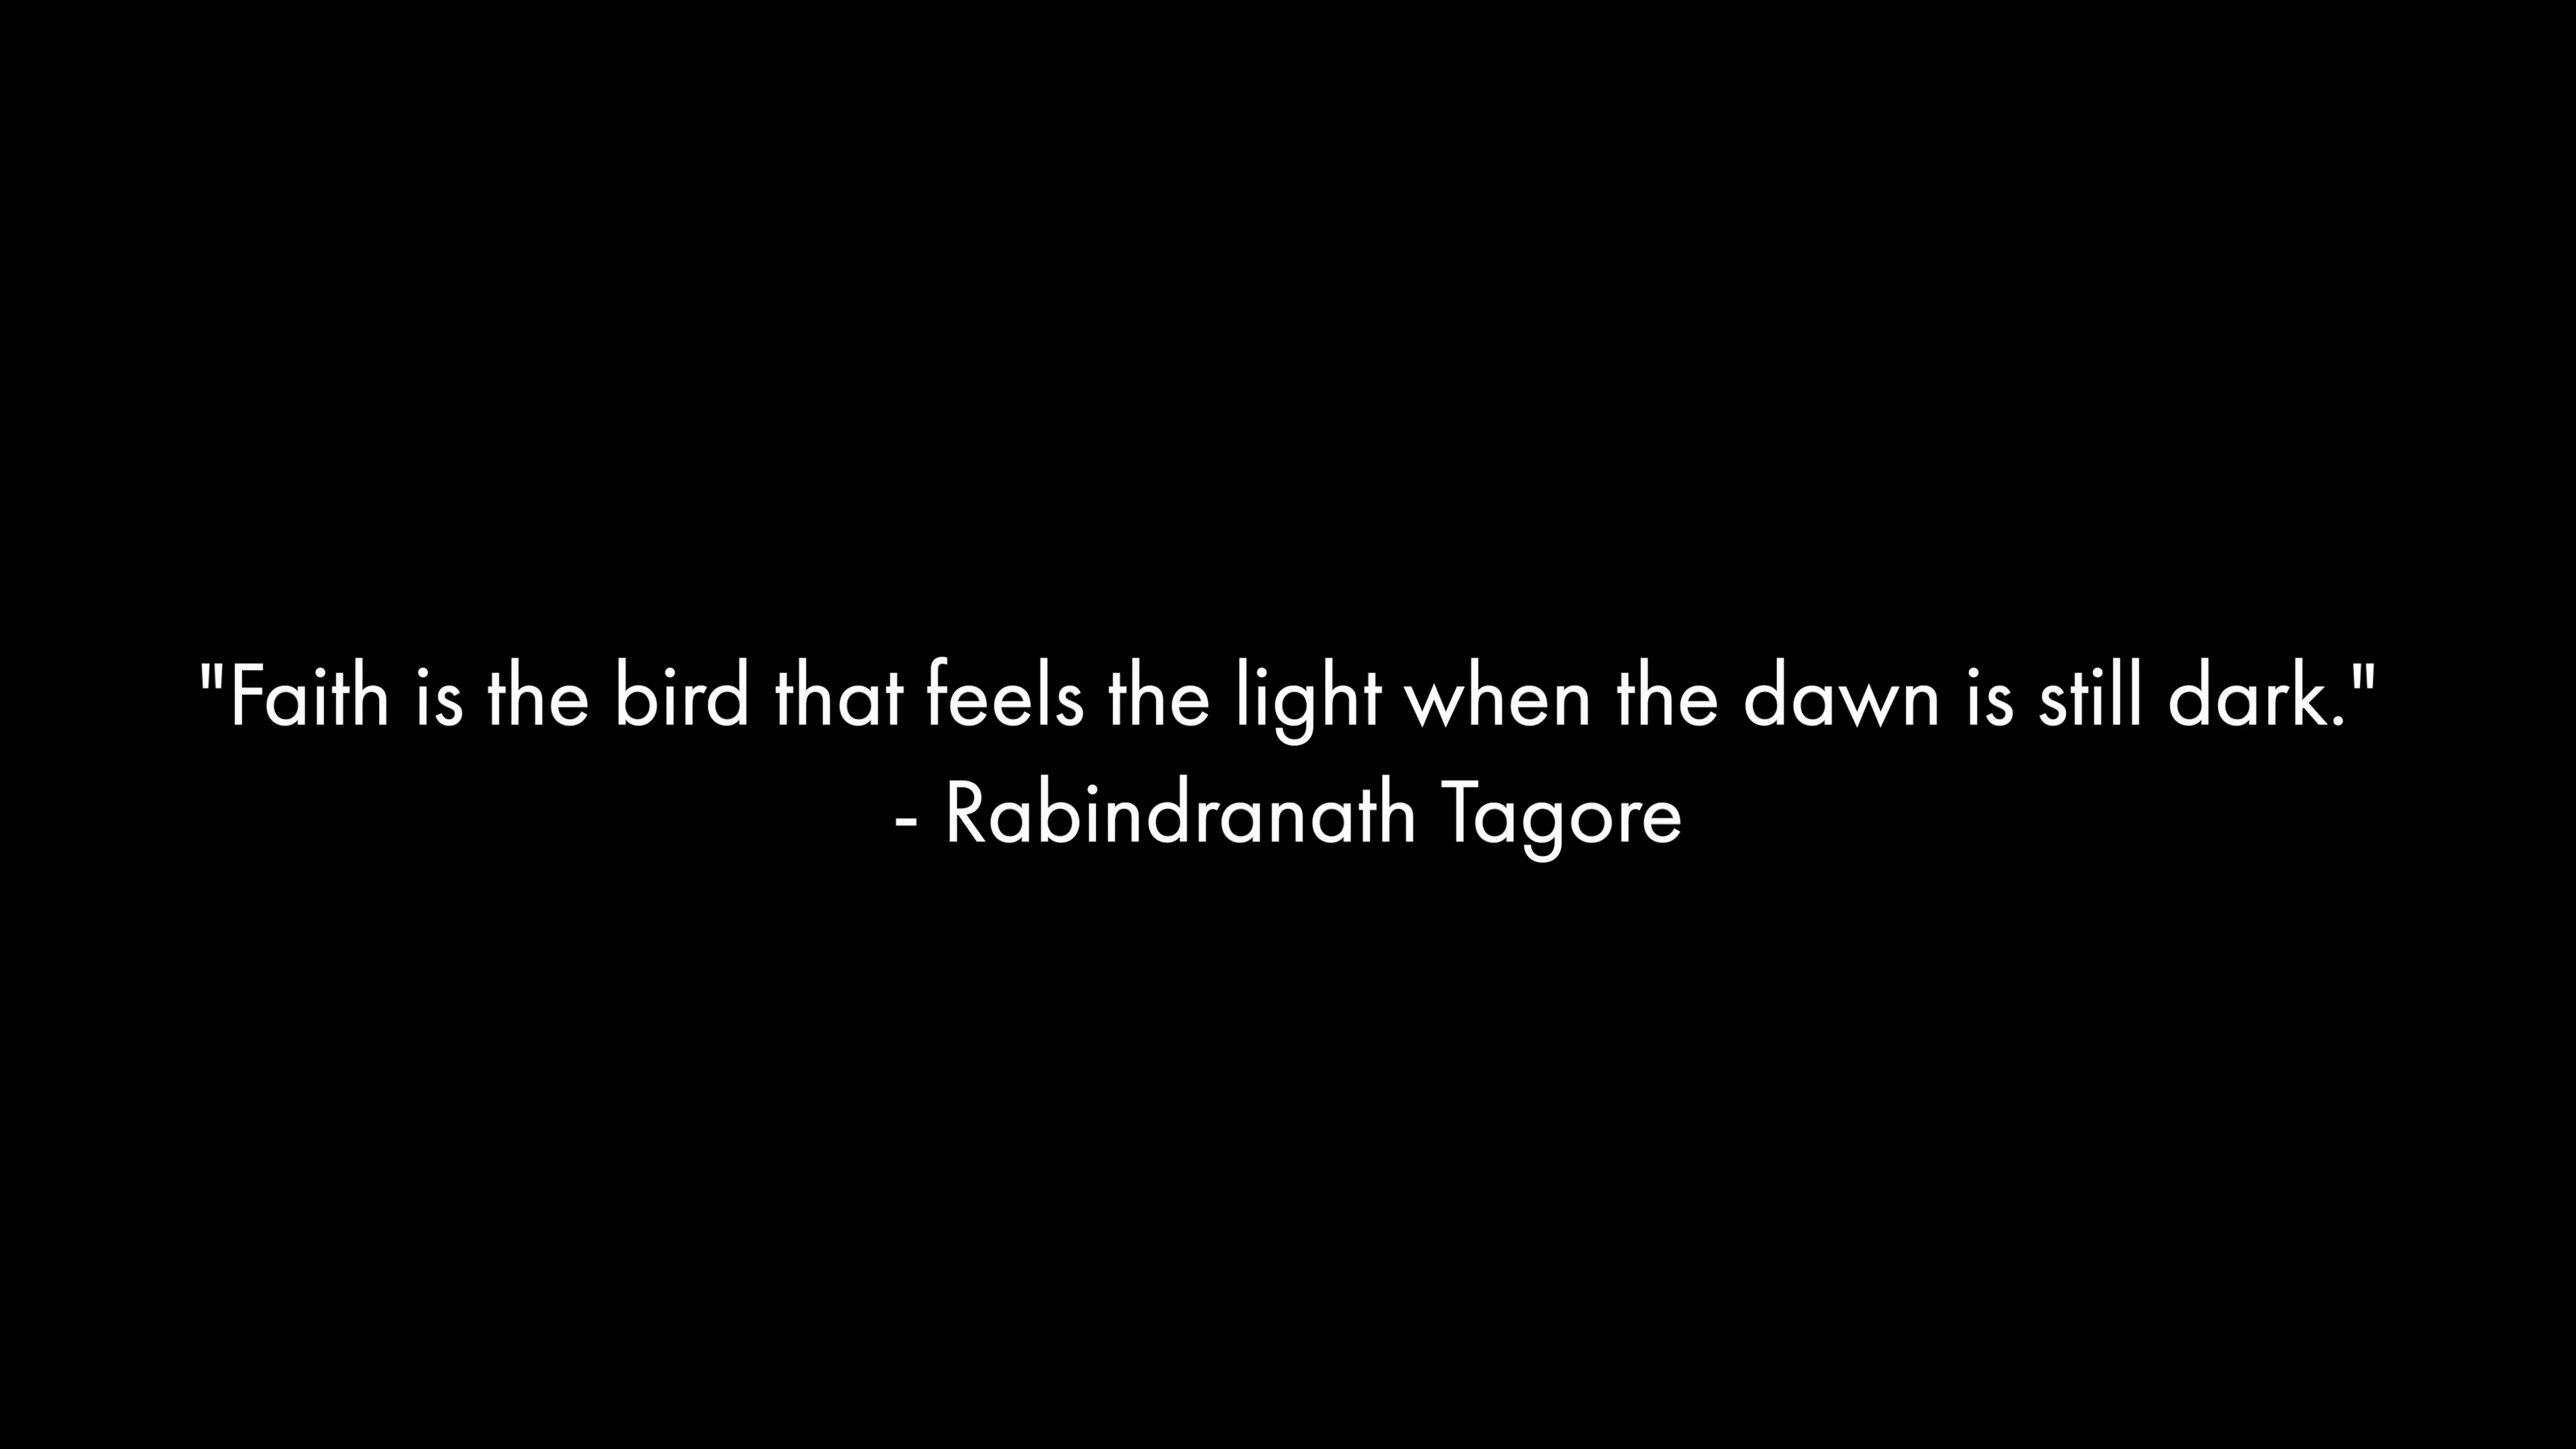 "Faith is the bird that feels the light when the dawn is still dark."
- Rabindranath Tagore